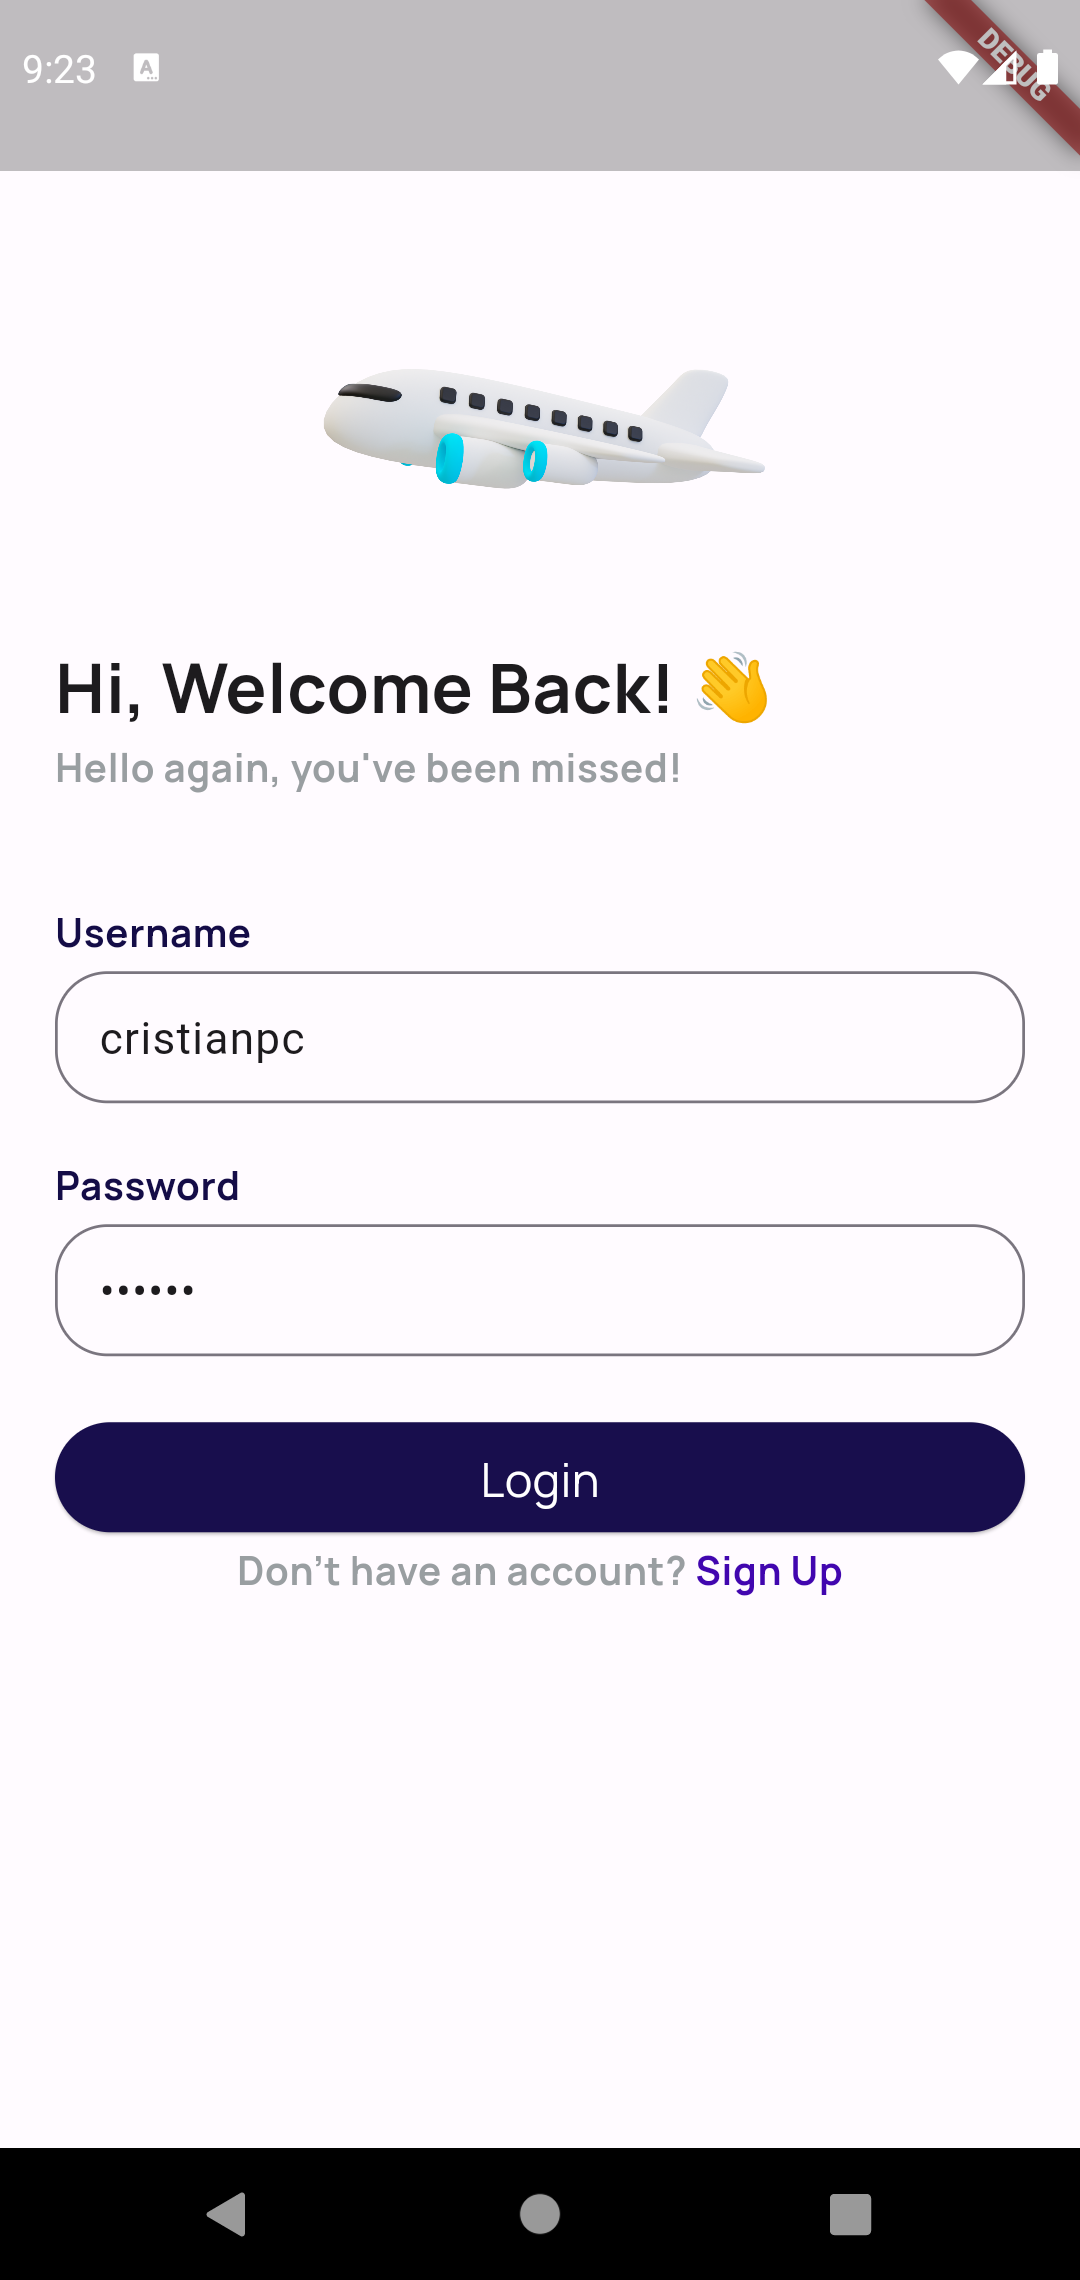 9:23
DEBUG
Hi, Welcome Back! 👋
Hello again, you've been missed!
Username
cristianpc
Password
••••••
Login
Don't have an account? Sign Up